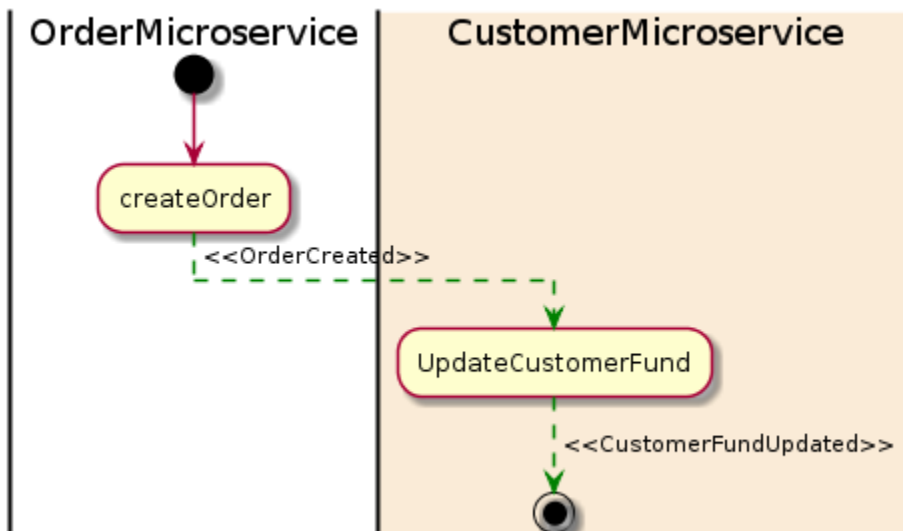 OrderMicroservice
CustomerMicroservice
createOrder
<<OrderCreated>>
UpdateCustomerFund
<<CustomerFundUpdated>>